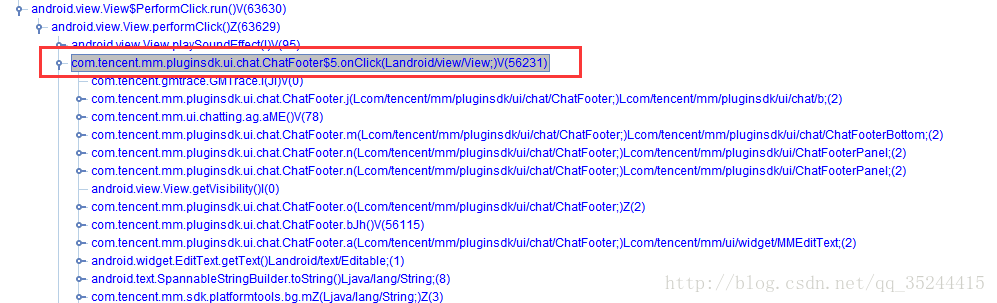 android.view.View$PerformClick.run()V(63630)
android.view.View.performClick()Z(63629)
android.view.View.playSoundEffect(I)V(95)
com.tencent.mm.pluginsdk.ui.chat.ChatFooter$5.onClick(Landroid/view/View;)V(56231)
com.tencent.gmtrace.GMTrace.i(JI)V(0)
com.tencent.mm.pluginsdk.ui.chat.ChatFooter.j(Lcom/tencent/mm/pluginsdk/ui/chat/ChatFooter;)Lcom/tencent/mm/pluginsdk/ui/chat/b;(2)
com.tencent.mm.ui.chatting.ag.aME()V(78)
com.tencent.mm.pluginsdk.ui.chat.ChatFooter.m(Lcom/tencent/mm/pluginsdk/ui/chat/ChatFooter;)Lcom/tencent/mm/pluginsdk/ui/chat/ChatFooterBottom;(2)
com.tencent.mm.pluginsdk.ui.chat.ChatFooter.n(Lcom/tencent/mm/pluginsdk/ui/chat/ChatFooter;)Lcom/tencent/mm/pluginsdk/ui/ChatFooterPanel;(2)
com.tencent.mm.pluginsdk.ui.chat.ChatFooter.n(Lcom/tencent/mm/pluginsdk/ui/chat/ChatFooter;)Lcom/tencent/mm/pluginsdk/ui/ChatFooterPanel;(2)
android.view.View.getVisibility()I(0)
com.tencent.mm.pluginsdk.ui.chat.ChatFooter.o(Lcom/tencent/mm/pluginsdk/ui/chat/ChatFooter;)Z(2)
com.tencent.mm.pluginsdk.ui.chat.ChatFooter.bJh()V(56115)
com.tencent.mm.pluginsdk.ui.chat.ChatFooter.a(Lcom/tencent/mm/pluginsdk/ui/chat/ChatFooter;)Lcom/tencent/mm/ui/widget/MMEditText;(2)
android.widget.EditText.getText()Landroid/text/Editable;(1)
android.text.SpannableStringBuilder.toString()Ljava/lang/String;(8)
com.tencent.mm.sdk.platformtools.bg.mZ(Ljava/lang/String;)Z(3)
http://blog.csdn.net/qq_35244415